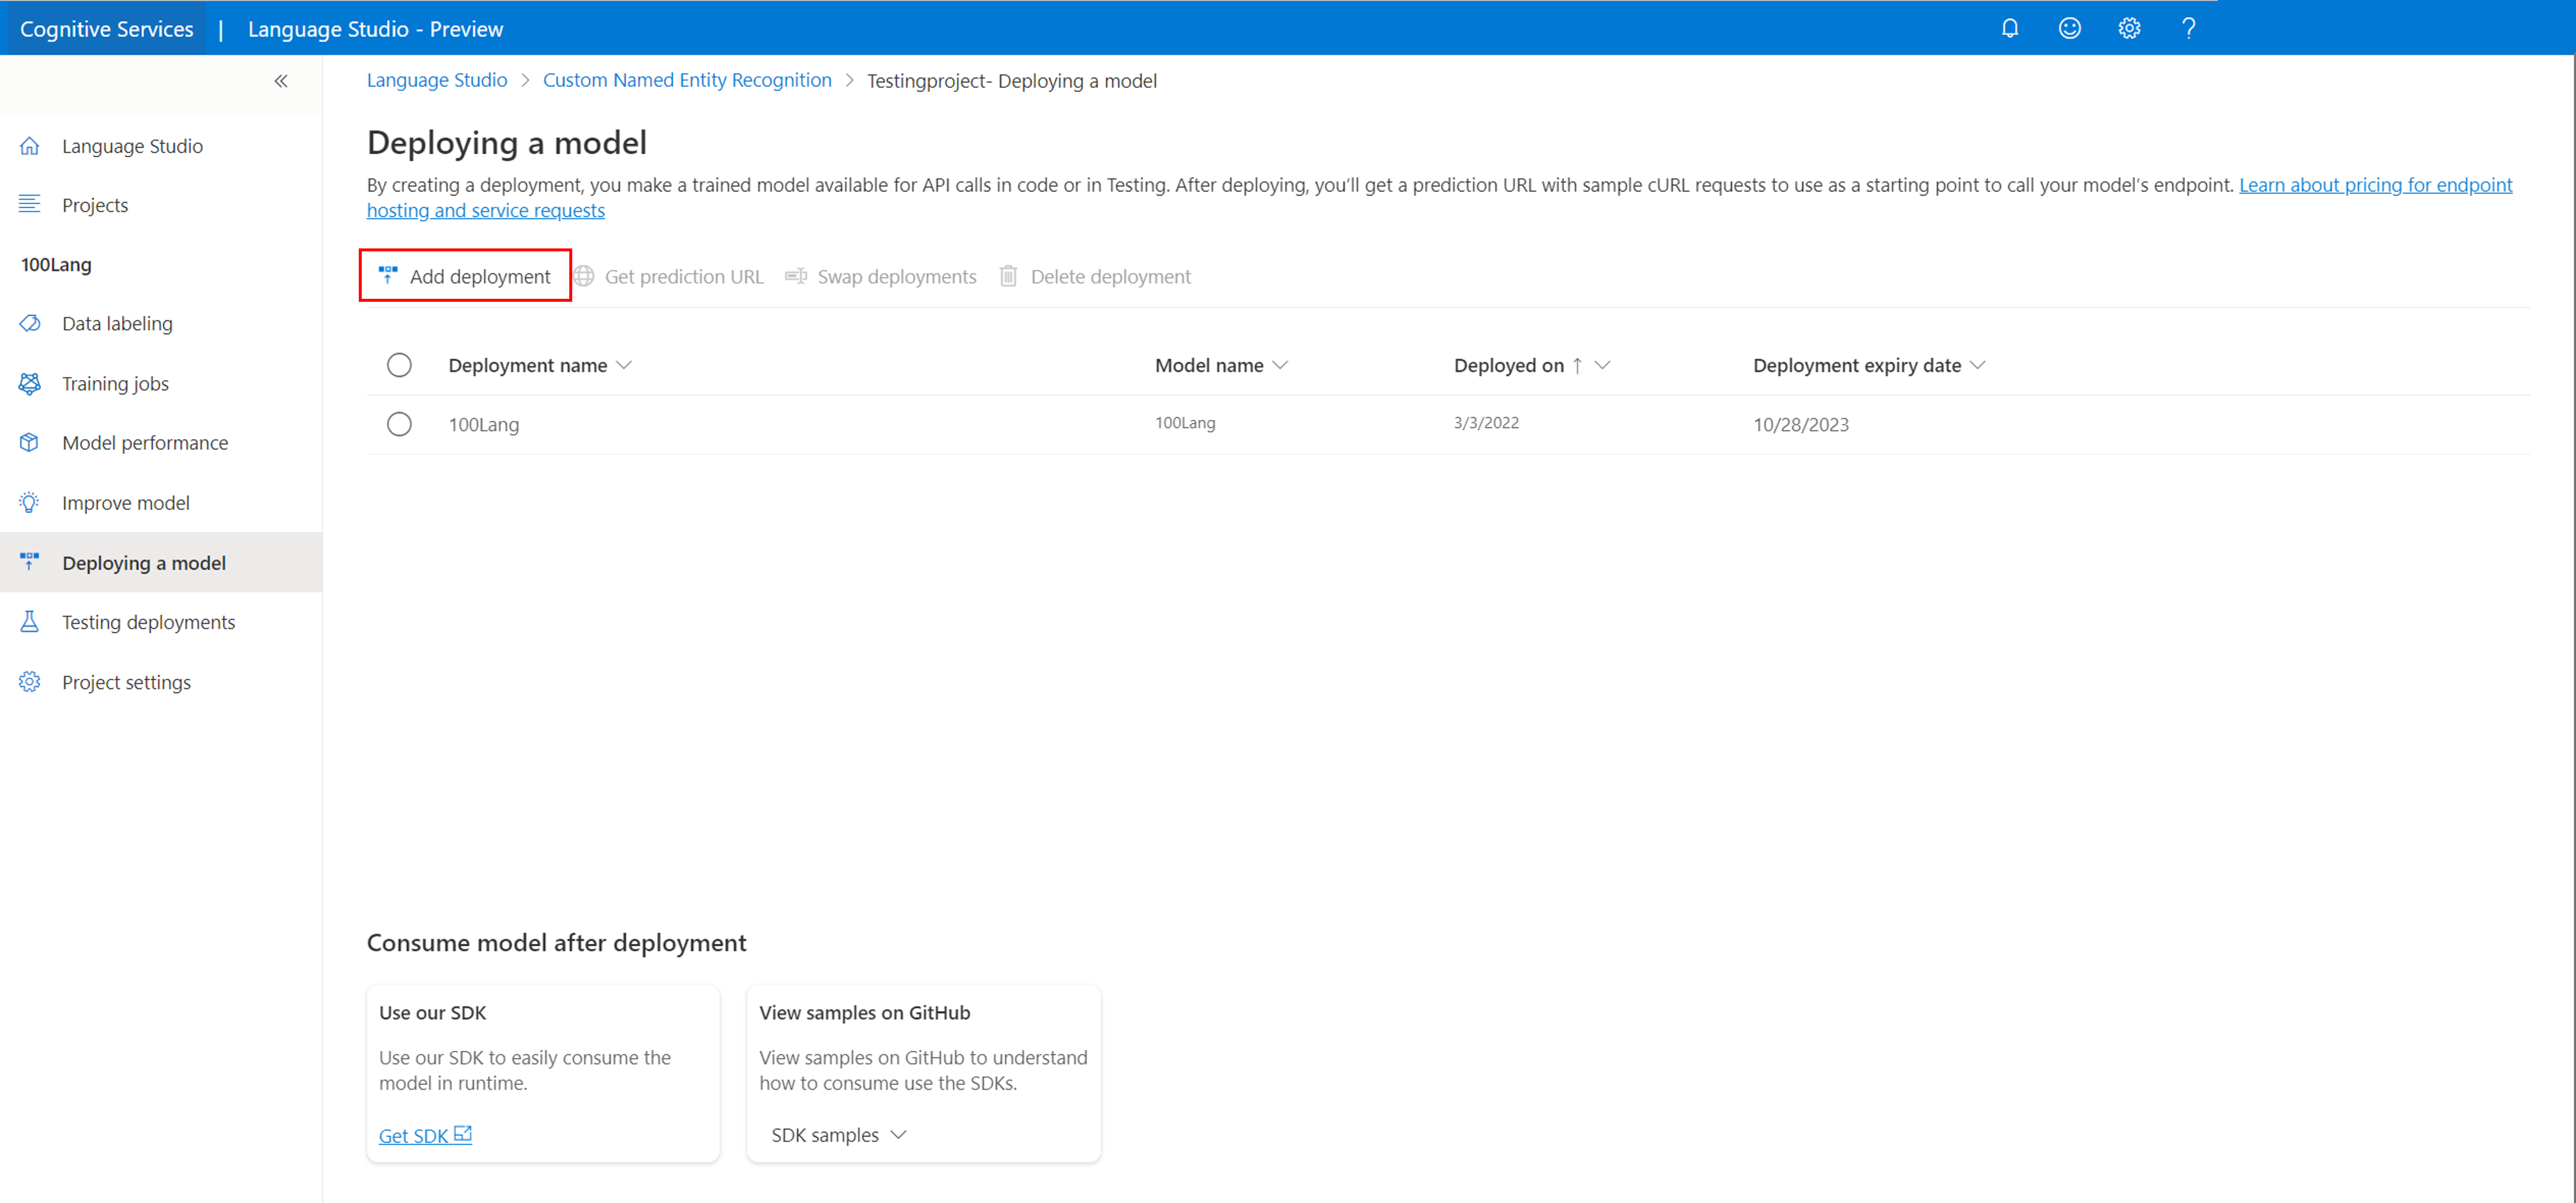 Cognitive Services | Language Studio - Preview
Language Studio > Custom Named Entity Recognition > Testingproject- Deploying a model
Language Studio
Projects
100Lang
Data labeling
Training jobs
Model performance
Improve model
Deploying a model
Testing deployments
Project settings
Deploying a model
By creating a deployment, you make a trained model available for API calls in code or in Testing. After deploying, you’ll get a prediction URL with sample cURL requests to use as a starting point to call your model’s endpoint. Learn about pricing for endpoint
hosting and service requests
Add deployment Get prediction URL Swap deployments Delete deployment
Deployment name Model name Deployed on ↑ Deployment expiry date
100Lang 100Lang 3/3/2022 10/28/2023
Consume model after deployment
Use our SDK
Use our SDK to easily consume the
model in runtime.
Get SDK
View samples on GitHub
View samples on GitHub to understand
how to consume use the SDKs.
SDK samples